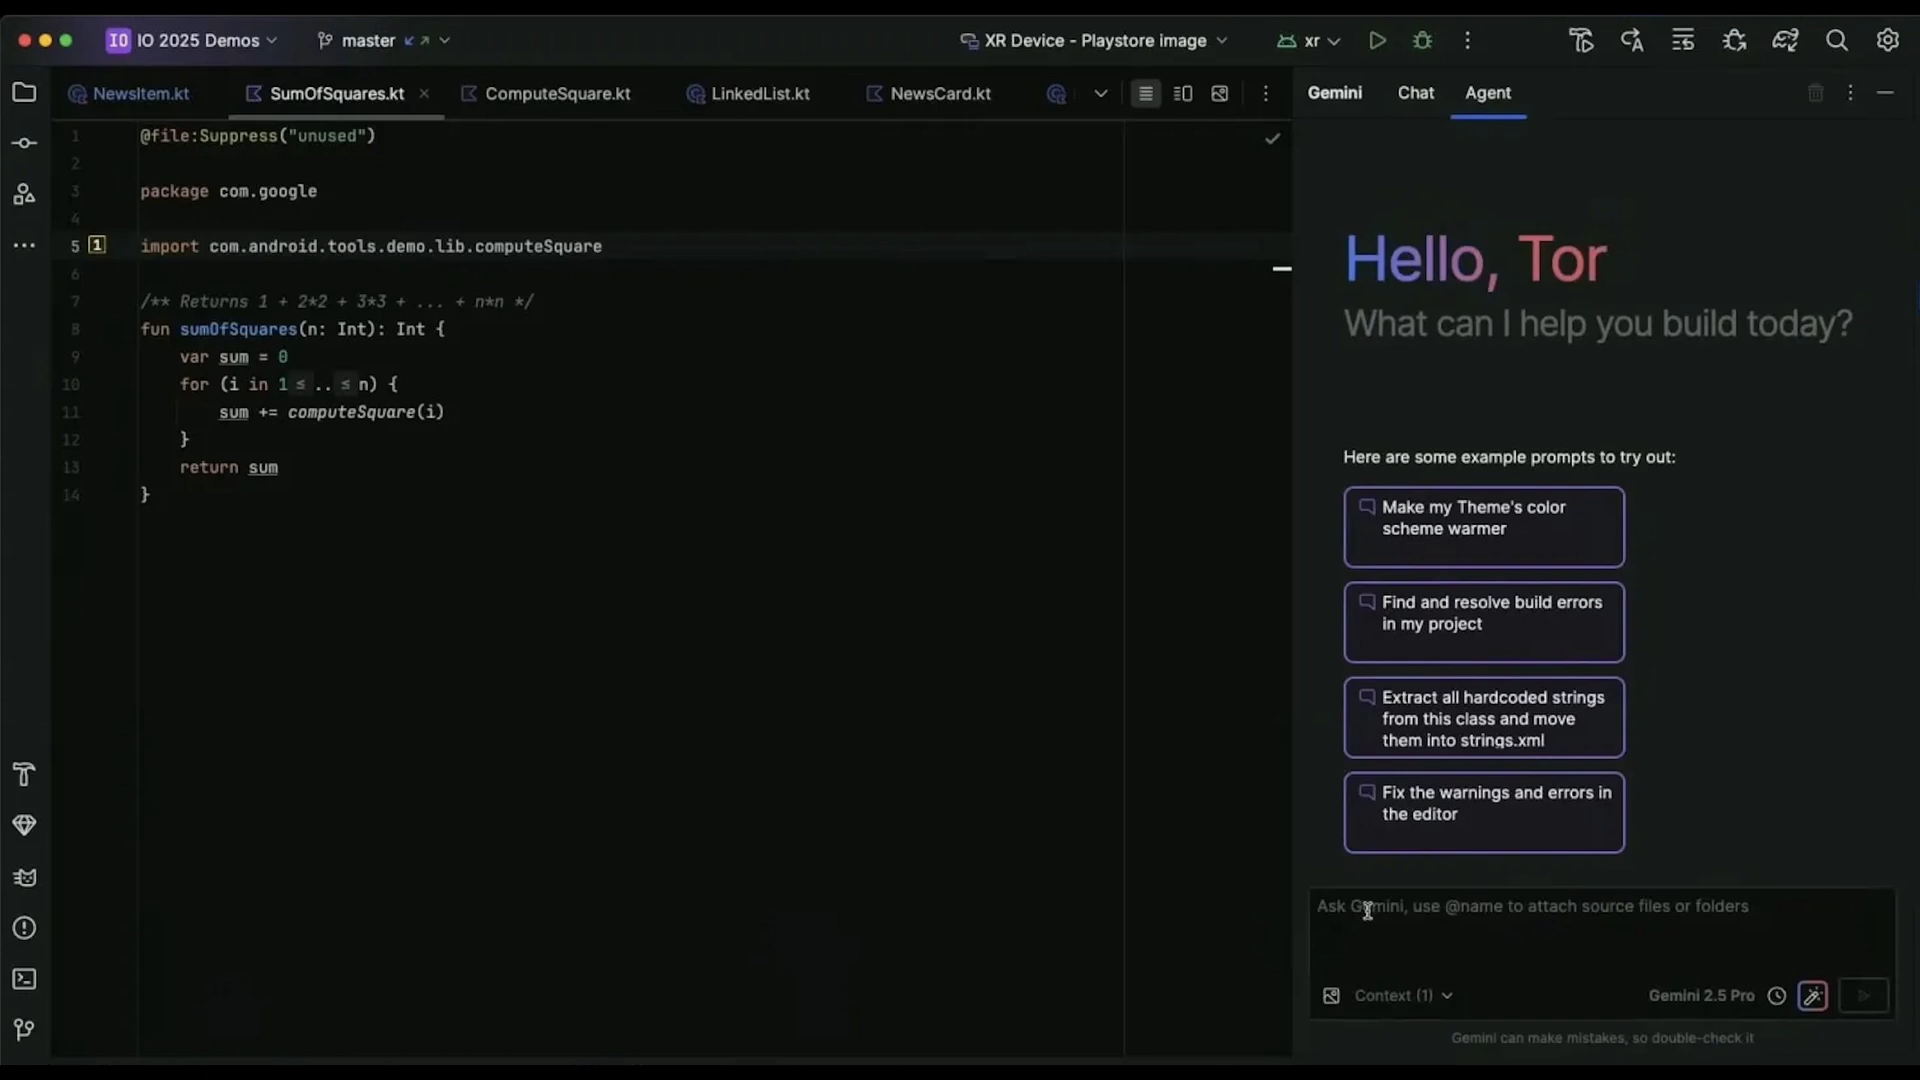 IO IO 2025 Demos
master
XR Device - Playstore image
xr
NewsItem.kt
SumOfSquares.kt
ComputeSquare.kt
LinkedList.kt
NewsCard.kt
Gemini
Chat
Agent
1 @file:Suppress("unused")
2
3 package com.google
4
5 1 import com.android.tools.demo.lib.computeSquare
6
7 /** Returns 1 + 2*2 + 3*3 + ... + n*n */
8 fun sumOfSquares(n: Int): Int {
9 var sum = 0
10 for (i in 1 ≤ .. ≤ n) {
11 sum += computeSquare(i)
12 }
13 return sum
14 }
Hello, Tor
What can I help you build today?
Here are some example prompts to try out:
Make my Theme's color
scheme warmer
Find and resolve build errors
in my project
Extract all hardcoded strings
from this class and move
them into strings.xml
Fix the warnings and errors in
the editor
Ask Gemini, use @name to attach source files or folders
Context (1)
Gemini 2.5 Pro
Gemini can make mistakes, so double-check it